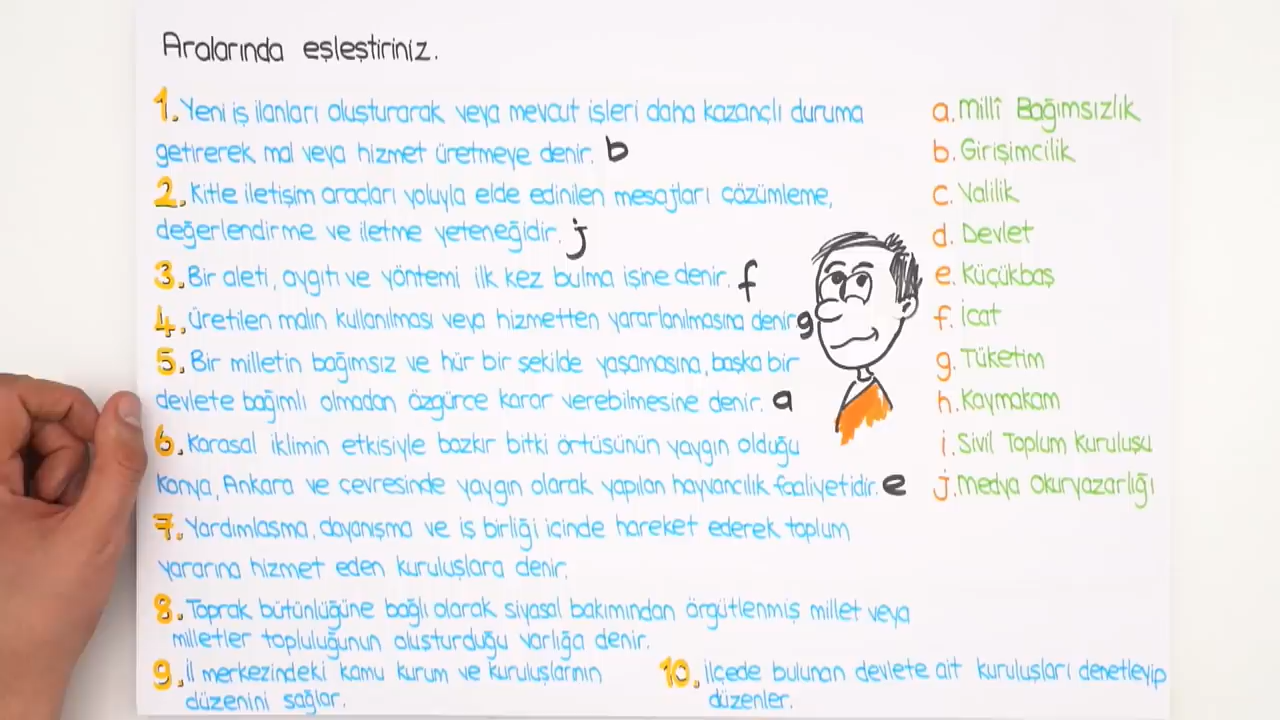 Aralarında eşleştiriniz.
1. Yeni iş ilanları oluşturarak veya mevcut işleri daha kazançlı duruma
getirerek mal veya hizmet üretmeye denir. b
2. Kitle iletişim araçları yoluyla elde edinilen mesajları çözümleme,
değerlendirme ve iletme yeteneğidir. j
3. Bir aleti, aygıtı ve yöntemi ilk kez bulma işine denir. f
4. Üretilen malın kullanılması veya hizmetten yararlanılmasına denir. g
5. Bir milletin bağımsız ve hür bir şekilde yaşamasına, başka bir
devlete bağımlı olmadan özgürce karar verebilmesine denir. a
6. Karasal iklimin etkisiyle bozkır bitki örtüsünün yaygın olduğu
Konya, Ankara ve çevresinde yaygın olarak yapılan hayvancılık faaliyetidir. e
7. Yardımlaşma, dayanışma ve iş birliği içinde hareket ederek toplum
yararına hizmet eden kuruluşlara denir.
8. Toprak bütünlüğüne bağlı olarak siyasal bakımından örgütlenmiş millet veya
milletler topluluğunun oluşturduğu varlığa denir.
9. İl merkezindeki kamu kurum ve kuruluşlarının
düzenini sağlar.
10. İlçede bulunan devlete ait kuruluşları denetleyip
düzenler.
a. Millî Bağımsızlık
b. Girişimcilik
c. Valilik
d. Devlet
e. Küçükbaş
f. İcat
g. Tüketim
h. Kaymakam
i. Sivil Toplum Kuruluşu
j. Medya Okuryazarlığı